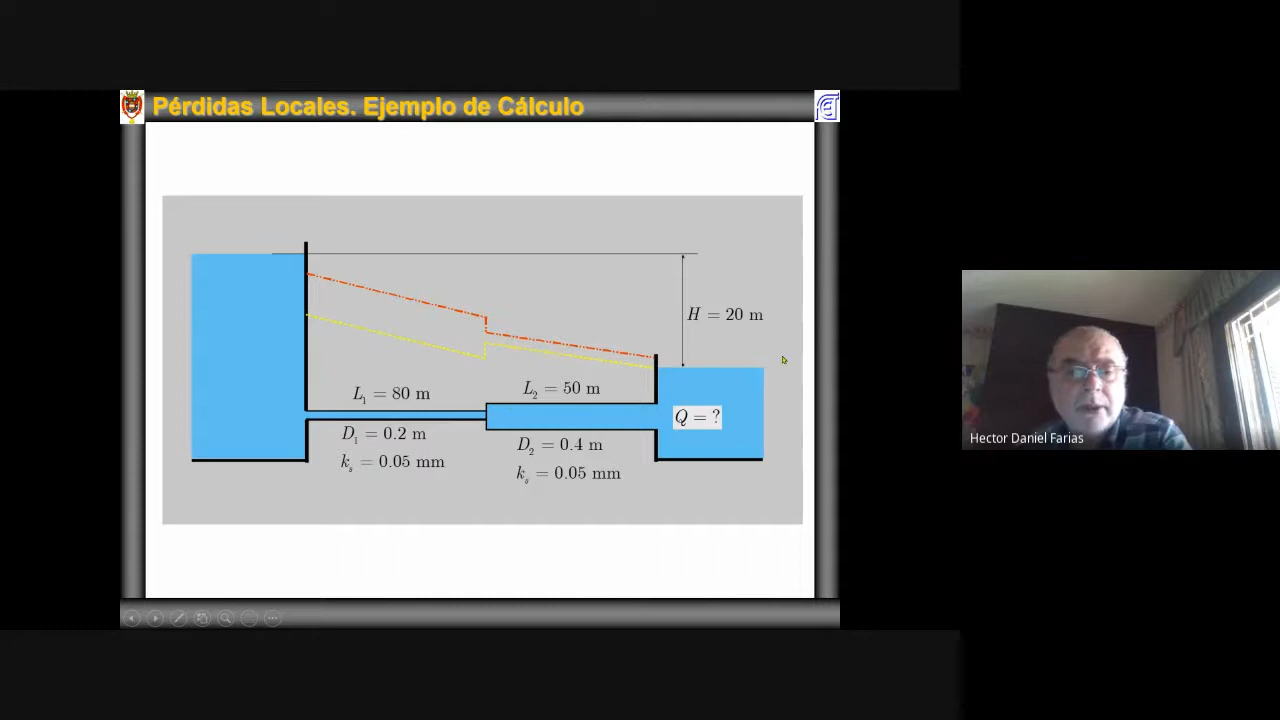 Pérdidas Locales. Ejemplo de Cálculo
H = 20 m
L₁ = 80 m
L₂ = 50 m
Q = ?
D₁ = 0.2 m
D₂ = 0.4 m
kₛ = 0.05 mm
kₛ = 0.05 mm
Hector Daniel Farias